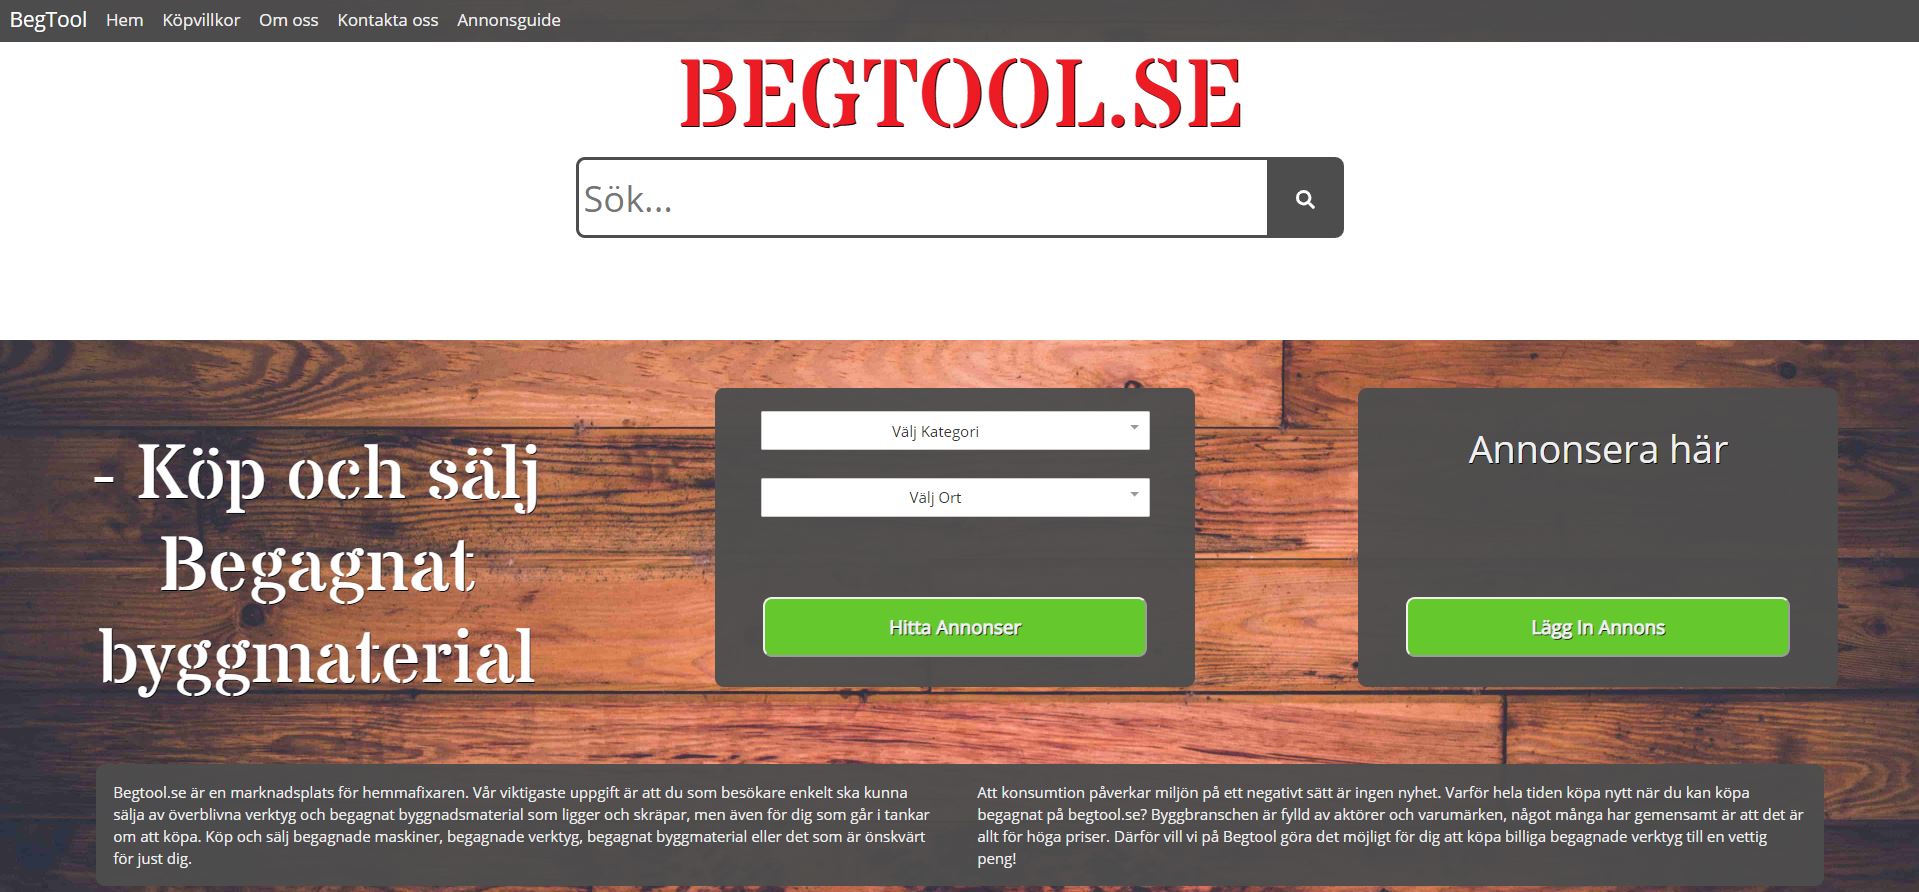 BegTool Hem Köpvillkor Om oss Kontakta oss Annonsguide
BEGTOOL.SE
Sök...
- Köp och sälj
Begagnat
byggmaterial
Välj Kategori
Välj Ort
Hitta Annonser
Annonsera här
Lägg In Annons
Begtool.se är en marknadsplats för hemmafixaren. Vår viktigaste uppgift är att du som besökare enkelt ska kunna
sälja av överblivna verktyg och begagnat byggnadsmaterial som ligger och skräpar, men även för dig som går i tankar
om att köpa. Köp och sälj begagnade maskiner, begagnade verktyg, begagnat byggmaterial eller det som är önskvärt
för just dig.
Att konsumtion påverkar miljön på ett negativt sätt är ingen nyhet. Varför hela tiden köpa nytt när du kan köpa
begagnat på begtool.se? Byggbranschen är fylld av aktörer och varumärken, något många har gemensamt är att det är
allt för höga priser. Därför vill vi på Begtool göra det möjligt för dig att köpa billiga begagnade verktyg till en vettig
peng!